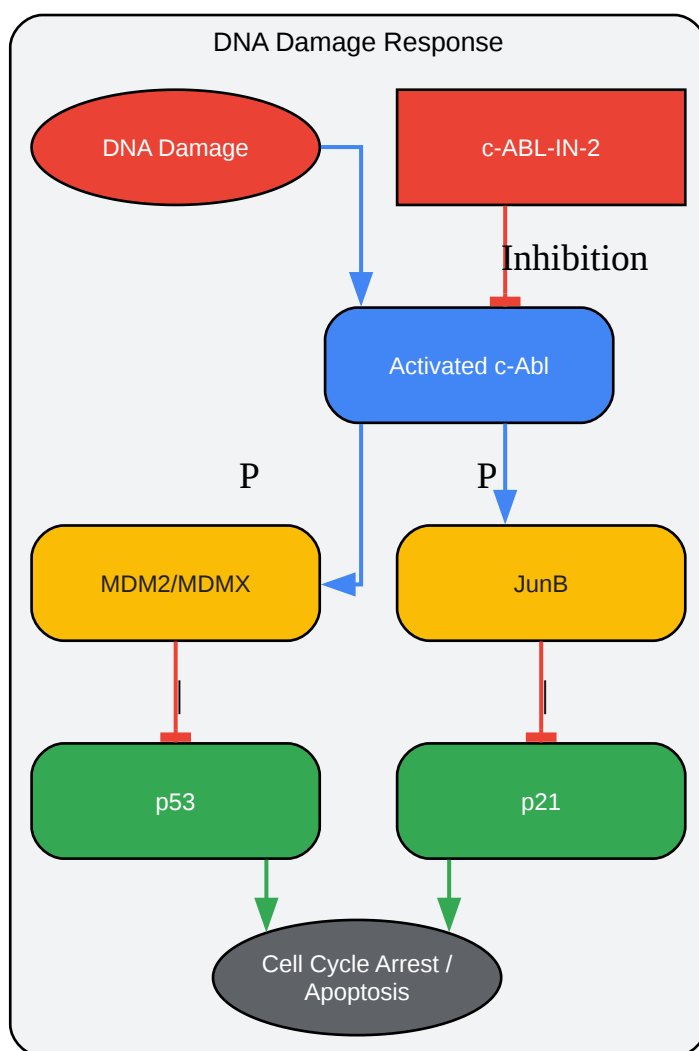 DNA Damage Response
DNA Damage
c-ABL-IN-2
Inhibition
Activated c-Abl
P
P
MDM2/MDMX
JunB
|
|
p53
p21
Cell Cycle Arrest /
Apoptosis